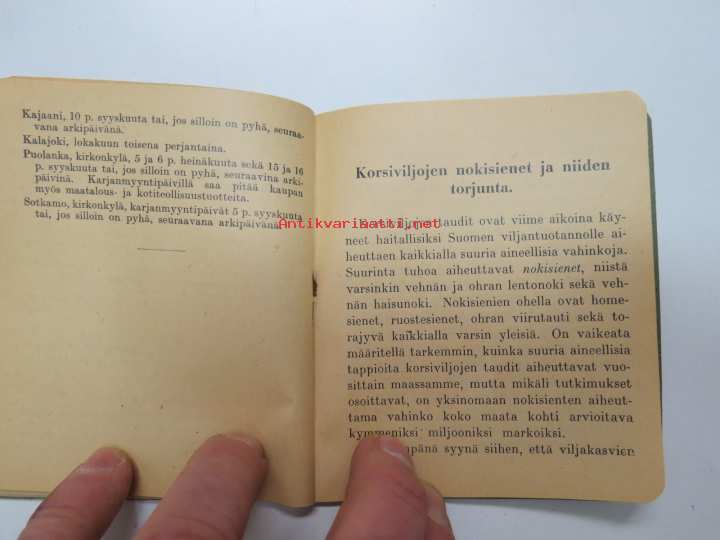 Kajaani, 10 p. syyskuuta tai, jos silloin on pyhä, seuraa-
vana arkipäivänä.
Kalajoki, lokakuun toisena perjantaina.
Puolanka, kirkonkylä, 5 ja 6 p. heinäkuuta sekä 15 ja 16
p. syyskuuta tai, jos silloin on pyhä, seuraavina arki-
päivinä. Karjanmyyntipäivillä saa pitää kaupan
myös maatalous- ja kotiteollisuustuotteita.
Sotkamo, kirkonkylä, karjanmyyntipäivät 5 p. syyskuuta
tai, jos silloin on pyhä, seuraavana arkipäivänä.
Korsiviljojen nokisienet ja niiden
torjunta.
Antikvariaatti.net
taudit ovat viime aikoina käy-
neet haitallisiksi Suomen viljantuotannolle ai-
heuttaen kaikkialla suuria aineellisia vahinkoja.
Suurinta tuhoa aiheuttavat nokisienet, niistä
varsinkin vehnän ja ohran lentonoki sekä veh-
nän haisunoki. Nokisienien ohella ovat home-
sienet, ruostesienet, ohran viirutauti sekä to-
rajyvä kaikkialla varsin yleisiä. On vaikeata
määritellä tarkemmin, kuinka suuria aineellisia
tappioita korsiviljojen taudit aiheuttavat vuo-
sittain maassamme, mutta mikäli tutkimukset
osoittavat, on yksinomaan nokisienten aiheut-
tama vahinko koko maata kohti arvioitava
kymmeniksi miljooniksi markoiksi.
syynä siihen, että viljakasvien